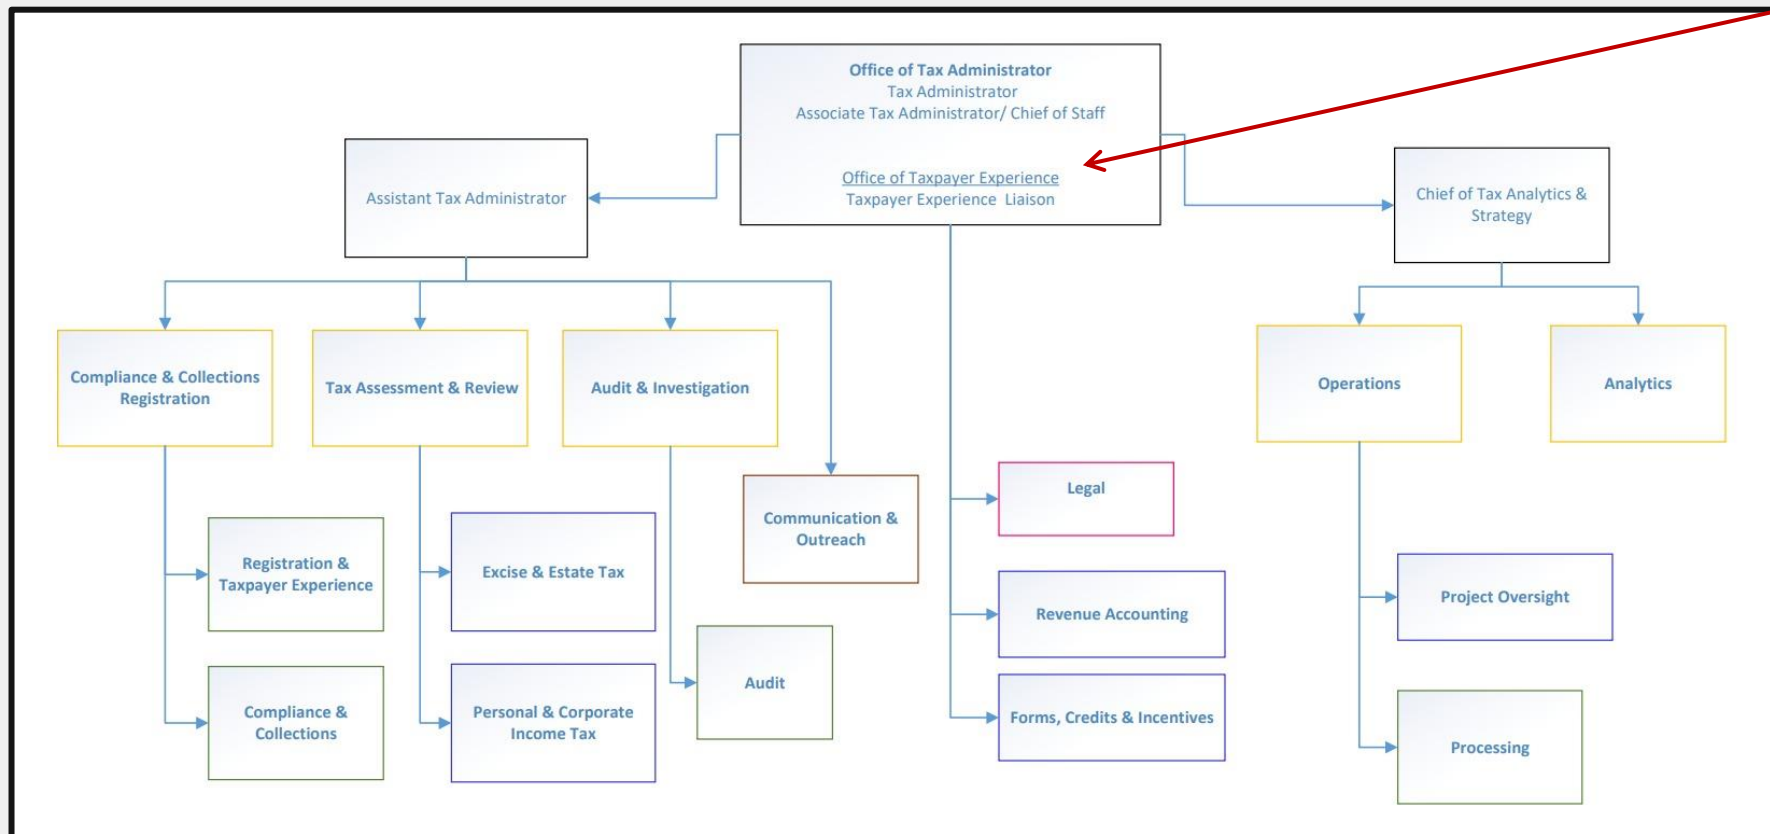 Office of Tax Administrator
Tax Administrator
Associate Tax Administrator/ Chief of Staff
Office of Taxpayer Experience
Taxpayer Experience Liaison
Assistant Tax Administrator
Chief of Tax Analytics &
Strategy
Compliance & Collections
Registration
Tax Assessment & Review
Audit & Investigation
Operations
Analytics
Communication &
Outreach
Legal
Registration &
Taxpayer Experience
Excise & Estate Tax
Revenue Accounting
Project Oversight
Compliance &
Collections
Personal & Corporate
Income Tax
Audit
Forms, Credits & Incentives
Processing